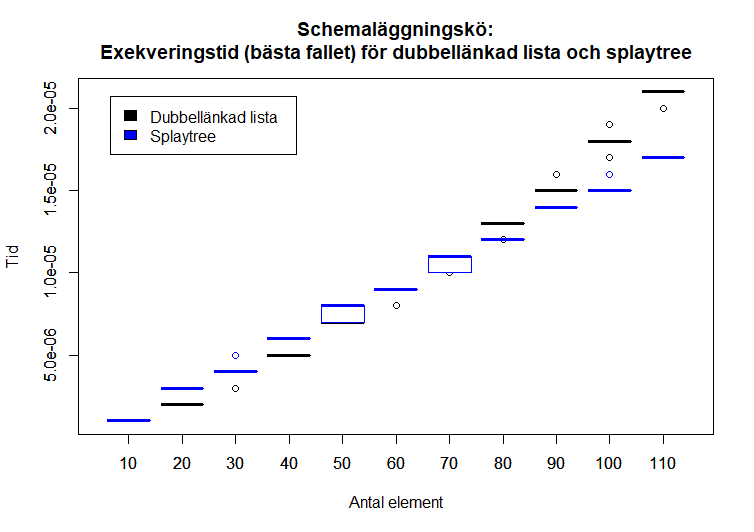 Schemaläggningskö:
Exekveringstid (bästa fallet) för dubbellänkad lista och splaytree
Dubbellänkad lista
Splaytree
Tid
2.0e-05
1.5e-05
1.0e-05
5.0e-06
10 20 30 40 50 60 70 80 90 100 110
Antal element